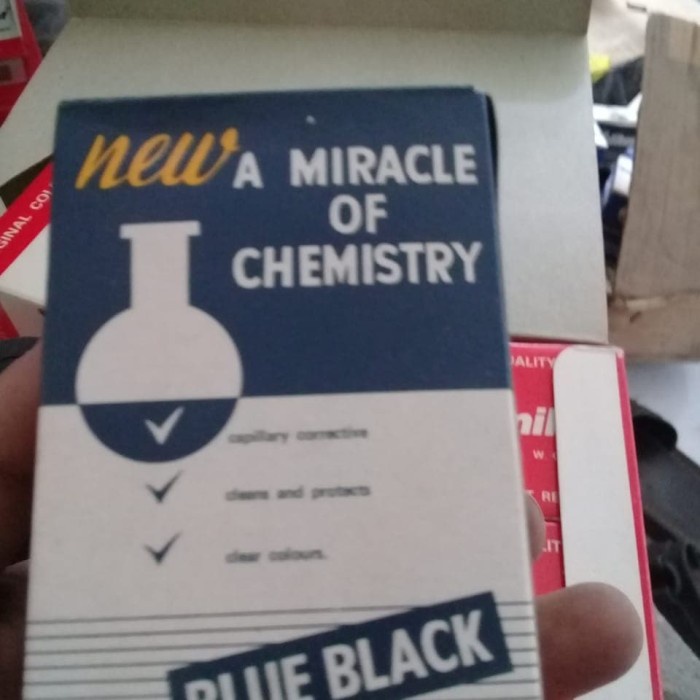 new A MIRACLE
OF
CHEMISTRY
capillary corrective
cleans and protects
clear colours.
BLUE BLACK